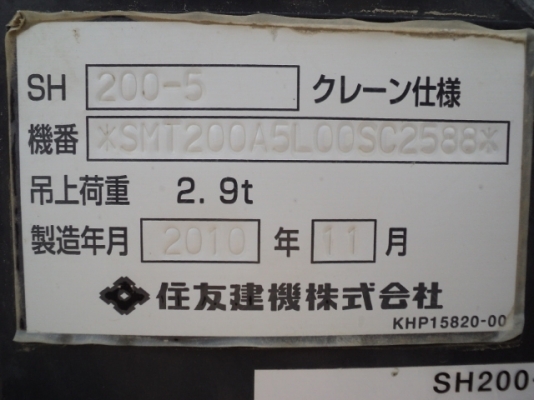 SH 200-5 クレーン仕様
機番 *SMT200A5L00SC2588*
吊上荷重 2.9t
製造年月 2010 年 11 月
住友建機株式会社
KHP15820-00
SH200-